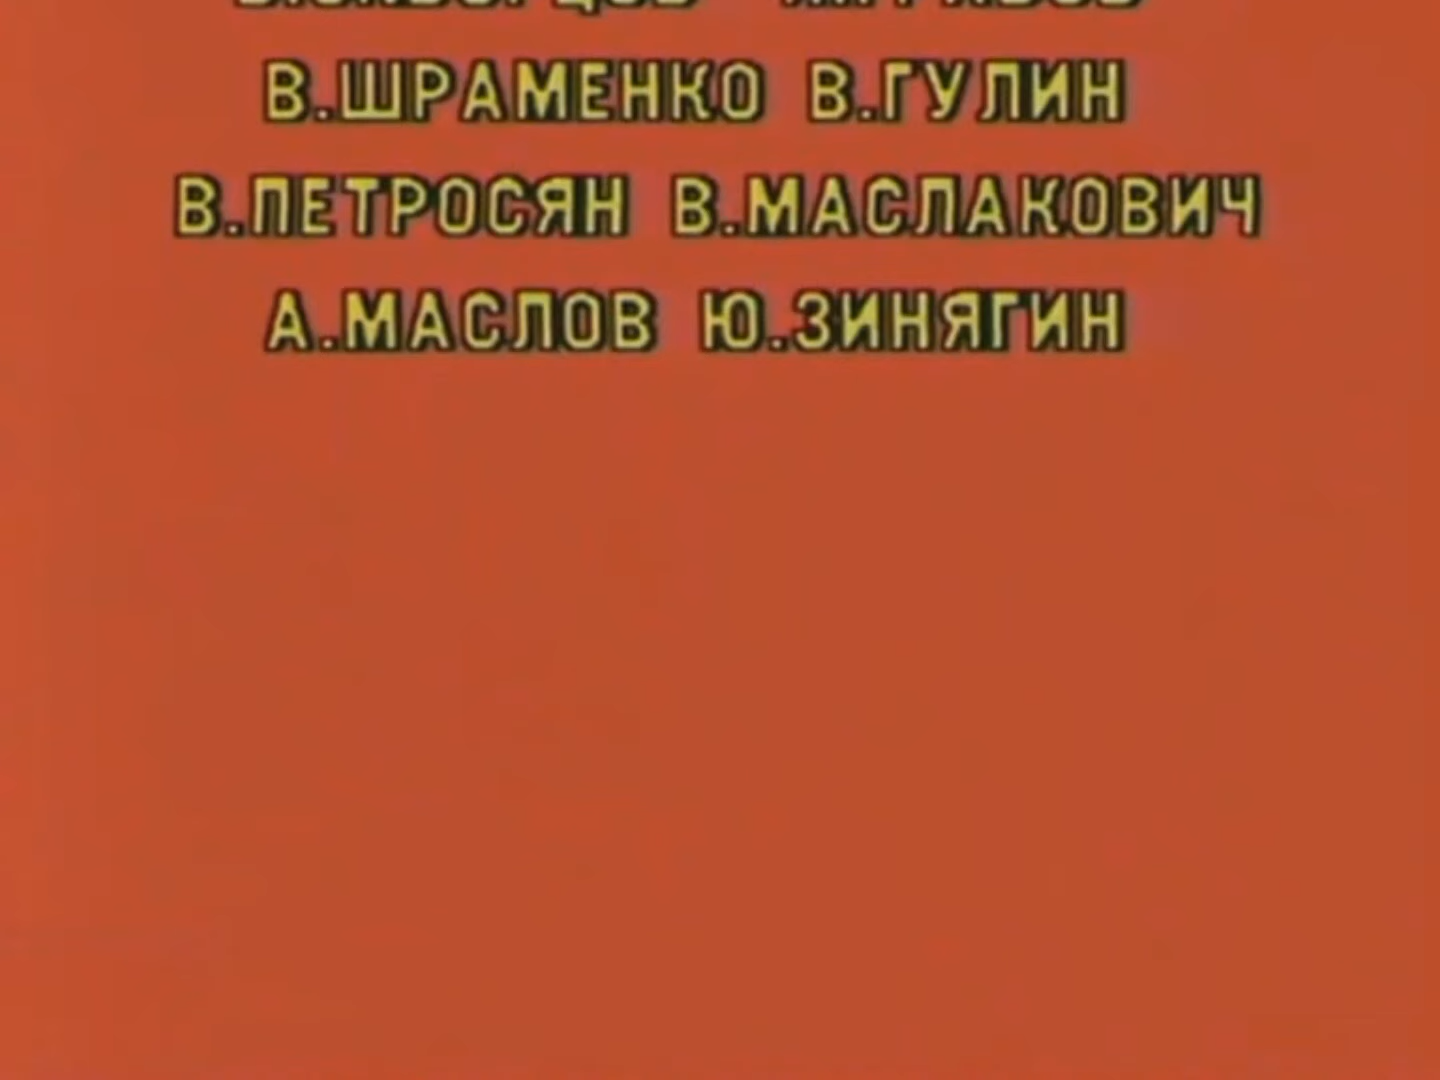 В.ШРАМЕНКО В.ГУЛИН
В.ПЕТРОСЯН В.МАСЛАКОВИЧ
А.МАСЛОВ Ю.ЗИНЯГИН